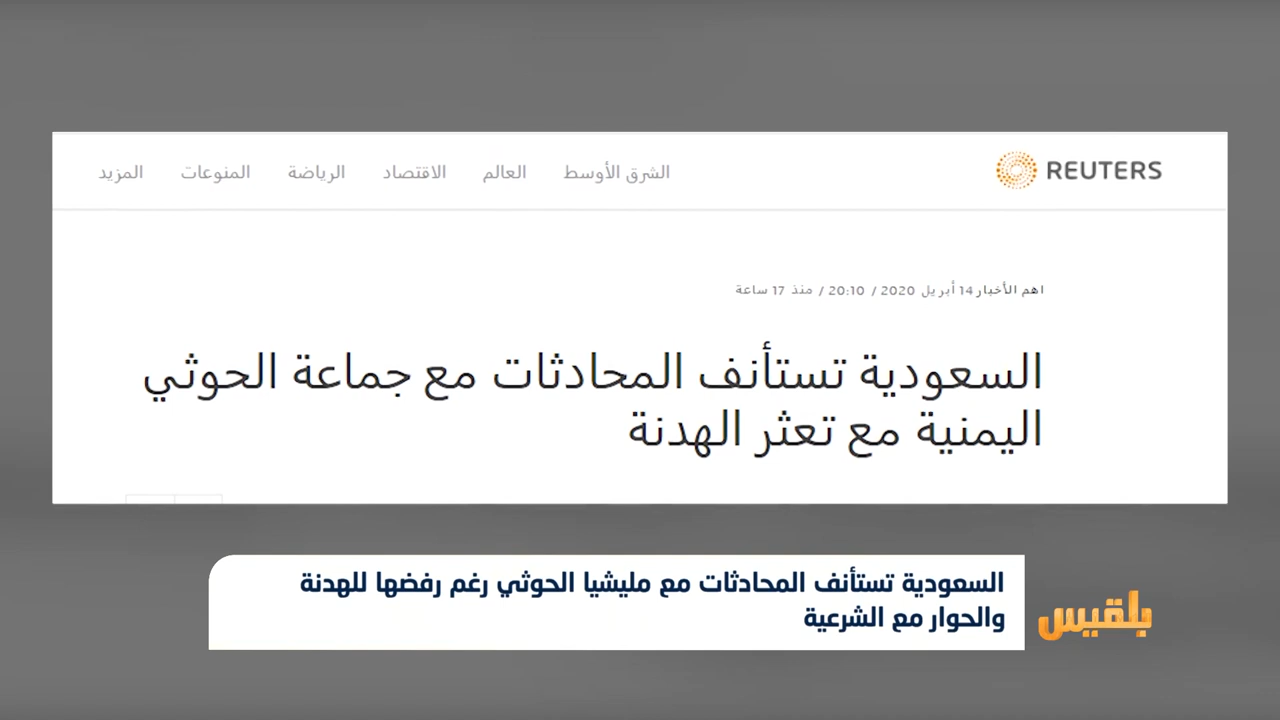 REUTERS
الشرق الأوسط العالم الاقتصاد الرياضة المنوعات المزيد
اهم الأخبار 14 أبريل 2020 / 20:10 / منذ 17 ساعة
السعودية تستأنف المحادثات مع جماعة الحوثي
اليمنية مع تعثر الهدنة
السعودية تستأنف المحادثات مع مليشيا الحوثي رغم رفضها للهدنة
والحوار مع الشرعية
بلقيس